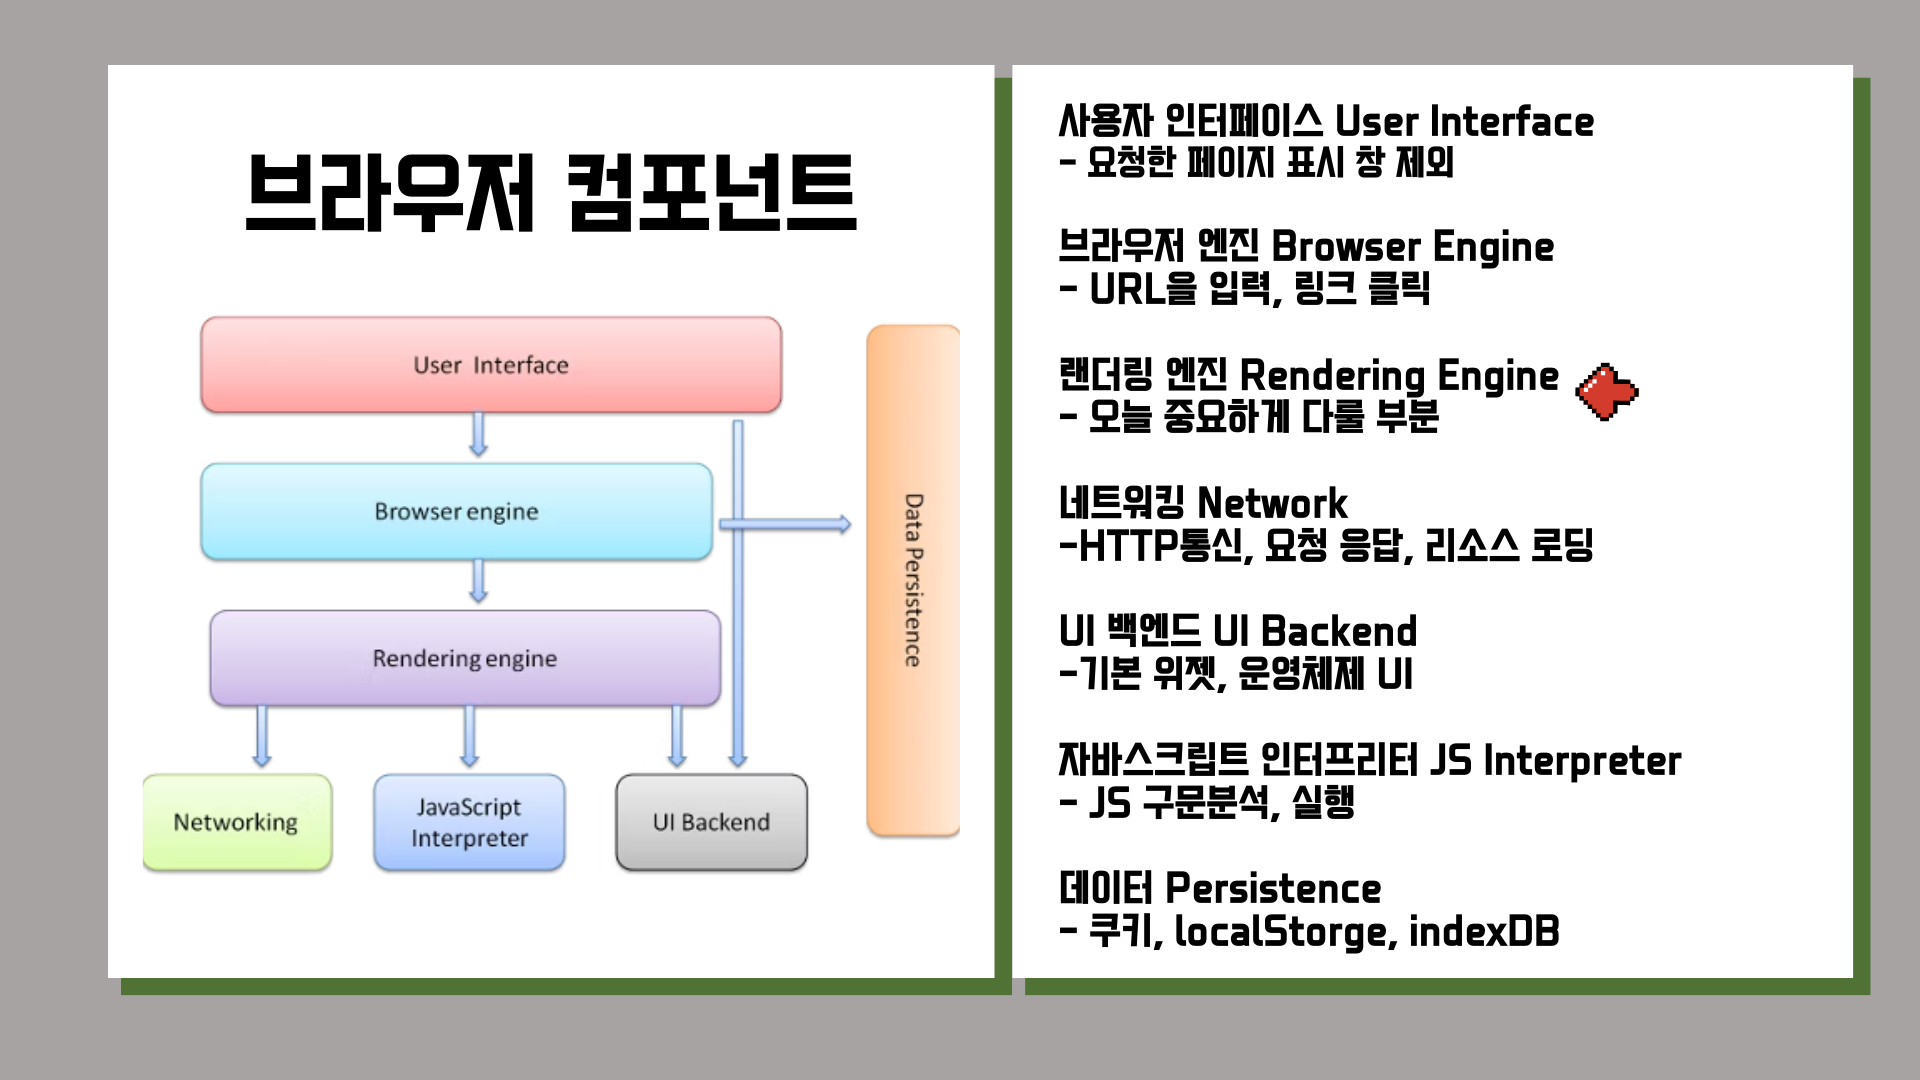 브라우저 컴포넌트
User Interface
Browser engine
Rendering engine
Networking
JavaScript
Interpreter
UI Backend
Data Persistence
사용자 인터페이스 User Interface
- 요청한 페이지 표시 창 제외
브라우저 엔진 Browser Engine
- URL을 입력, 링크 클릭
랜더링 엔진 Rendering Engine
- 오늘 중요하게 다룰 부분
네트워킹 Network
-HTTP통신, 요청 응답, 리소스 로딩
UI 백엔드 UI Backend
-기본 위젯, 운영체제 UI
자바스크립트 인터프리터 JS Interpreter
- JS 구문분석, 실행
데이터 Persistence
- 쿠키, localStorge, indexDB